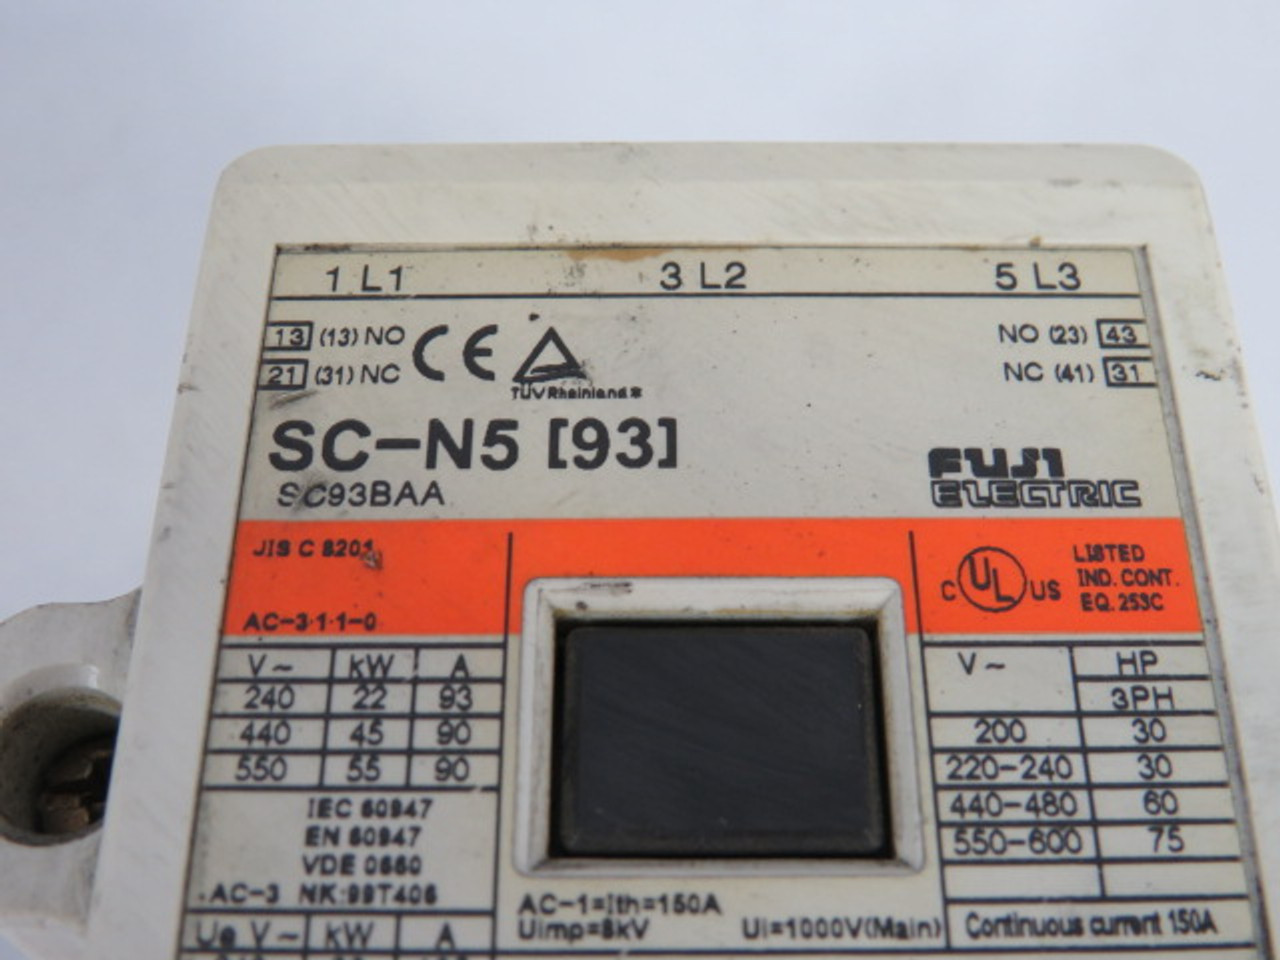 1 L1 3 L2 5 L3
13 (13) NO CE NO (23) 43
21 (31) NC TÜV Rheinland NC (41) 31
SC-N5 [93]
SC93BAA
FUJI
ELECTRIC
JIS C 8201
AC-3·1·1-0
C UL US
LISTED
IND. CONT.
EQ. 253C
V~ kW A
240 22 93
440 45 90
550 55 90
IEC 60947
EN 60947
VDE 0660
AC-3 NK:99T406
Ue V~ kW A
AC-1=Ith=150A
Uimp=8kV Ui=1000V(Main)
V~ HP
3PH
200 30
220-240 30
440-480 60
550-600 75
Continuous current 150A